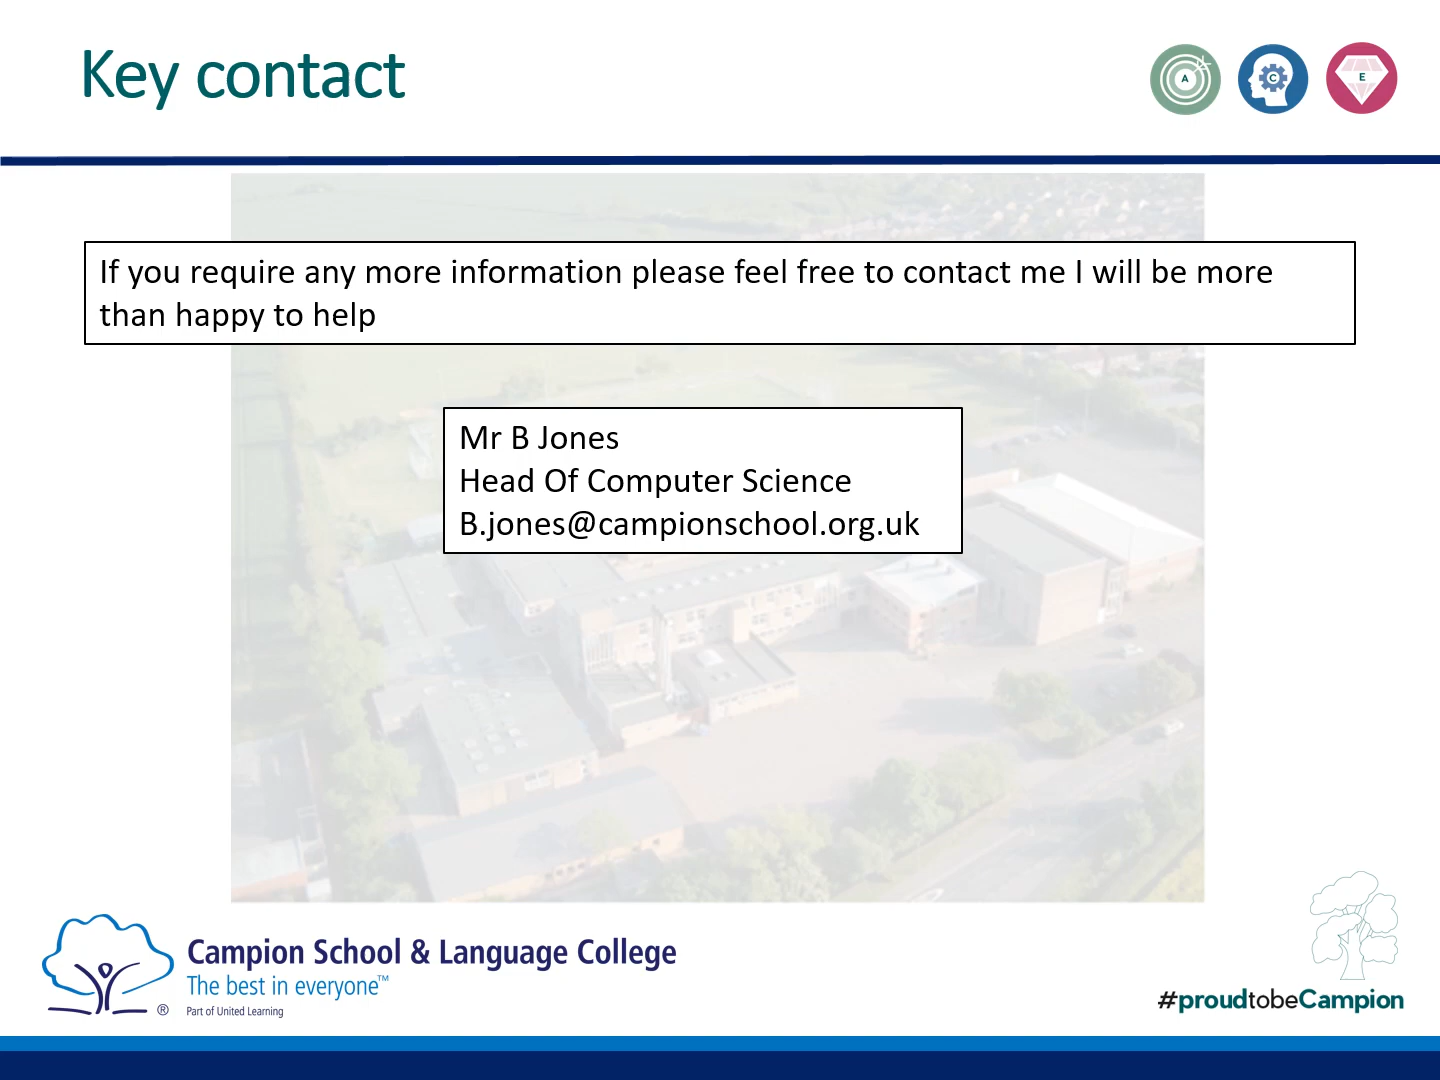 Key contact
A
C
E
If you require any more information please feel free to contact me I will be more
than happy to help
Mr B Jones
Head Of Computer Science
B.jones@campionschool.org.uk
Campion School & Language College
The best in everyone™
Part of United Learning
®
#proudtobeCampion